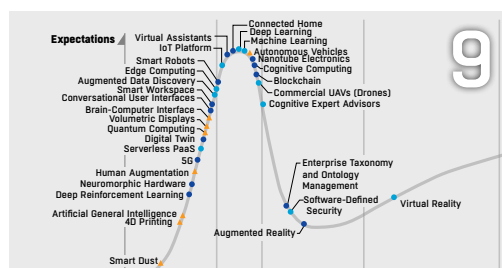 Expectations
9
Connected Home
Deep Learning
Machine Learning
Autonomous Vehicles
Nanotube Electronics
Cognitive Computing
Blockchain
Commercial UAVs (Drones)
Cognitive Expert Advisors
Virtual Assistants
IoT Platform
Smart Robots
Edge Computing
Augmented Data Discovery
Smart Workspace
Conversational User Interfaces
Brain-Computer Interface
Volumetric Displays
Quantum Computing
Digital Twin
Serverless PaaS
5G
Human Augmentation
Neuromorphic Hardware
Deep Reinforcement Learning
Artificial General Intelligence
4D Printing
Smart Dust
Enterprise Taxonomy
and Ontology
Management
Software-Defined
Security
Augmented Reality
Virtual Reality